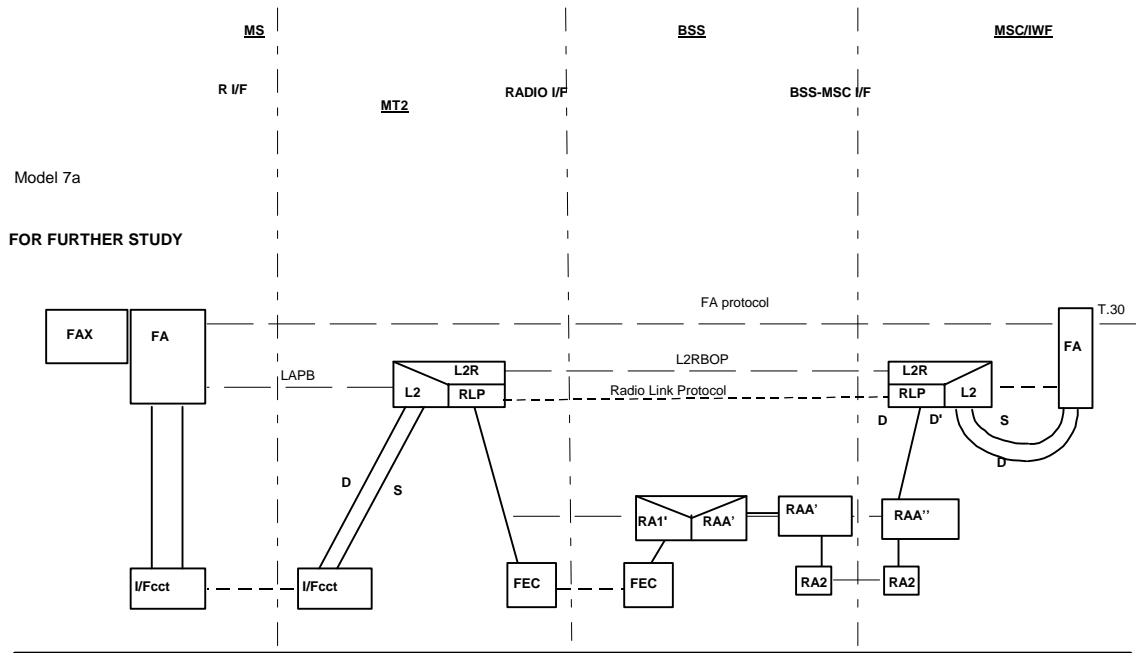 MS
BSS
MSC/IWF
R I/F
RADIO I/F
BSS-MSC I/F
MT2
Model 7a
FOR FURTHER STUDY
FA protocol
T.30
FAX
FA
FA
L2RBOP
L2R
L2R
LAPB
L2
RLP
Radio Link Protocol
RLP
L2
D
D'
S
D
D
S
RA1'
RAA'
RAA'
RAA''
I/Fcct
I/Fcct
FEC
FEC
RA2
RA2